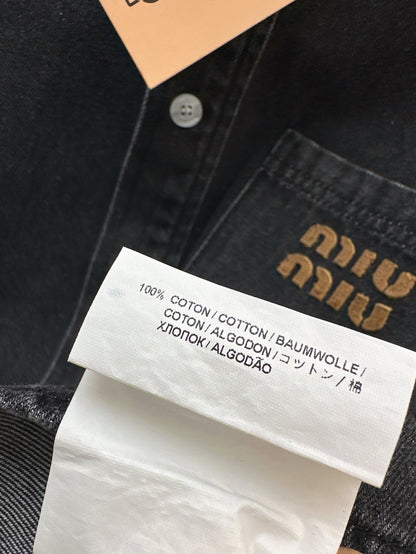 MIU
MIU
100% COTON / COTTON / BAUMWOLLE /
COTON / ALGODON / コットン / 棉
ХЛОПОК / ALGODÃO